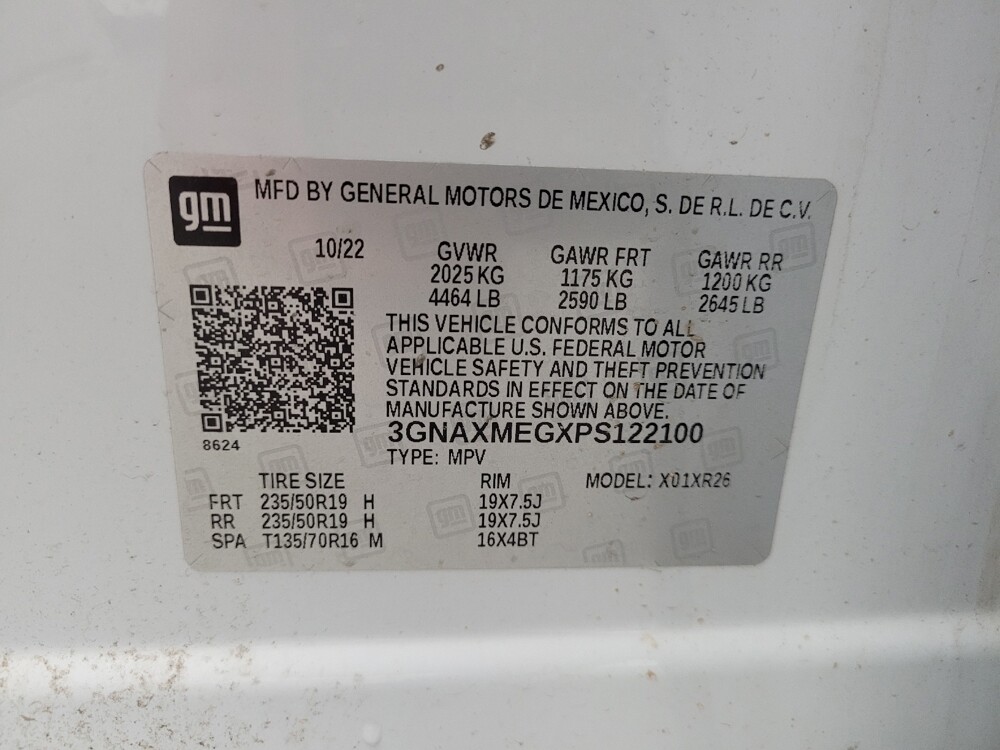 gm MFD BY GENERAL MOTORS DE MEXICO, S. DE R.L. DE C.V.
10/22 GVWR GAWR FRT GAWR RR
2025 KG 1175 KG 1200 KG
4464 LB 2590 LB 2645 LB
THIS VEHICLE CONFORMS TO ALL
APPLICABLE U.S. FEDERAL MOTOR
VEHICLE SAFETY AND THEFT PREVENTION
STANDARDS IN EFFECT ON THE DATE OF
MANUFACTURE SHOWN ABOVE.
3GNAXMEGXPS122100
8624
TYPE: MPV
TIRE SIZE RIM MODEL: X01XR26
FRT 235/50R19 H 19X7.5J
RR 235/50R19 H 19X7.5J
SPA T135/70R16 M 16X4BT